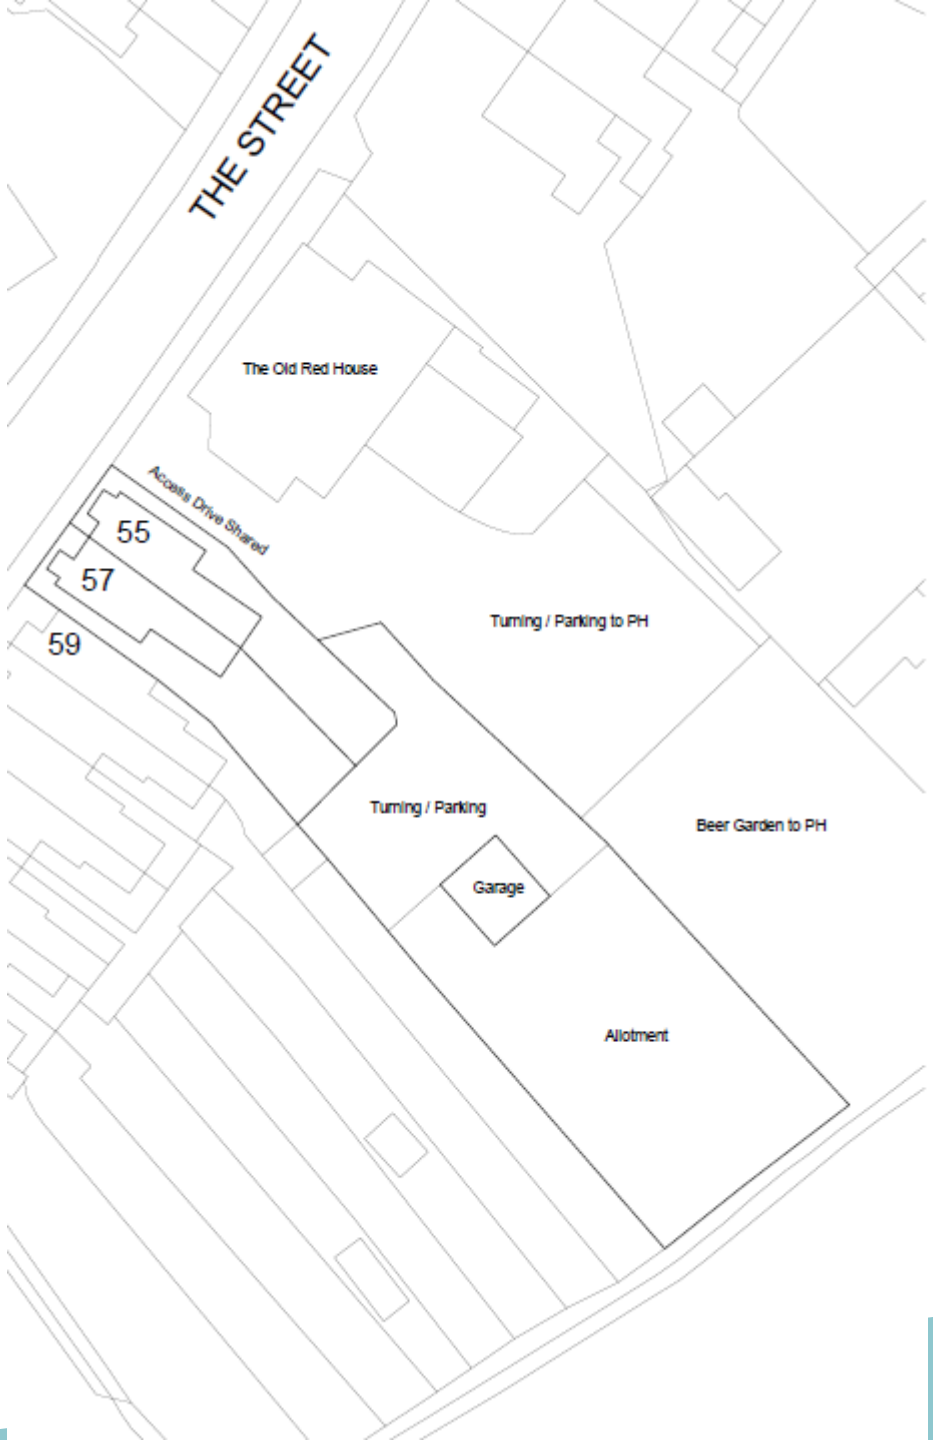 THE STREET
The Old Red House
Access Drive Shared
55
57
59
Turning / Parking to PH
Turning / Parking
Beer Garden to PH
Garage
Allotment